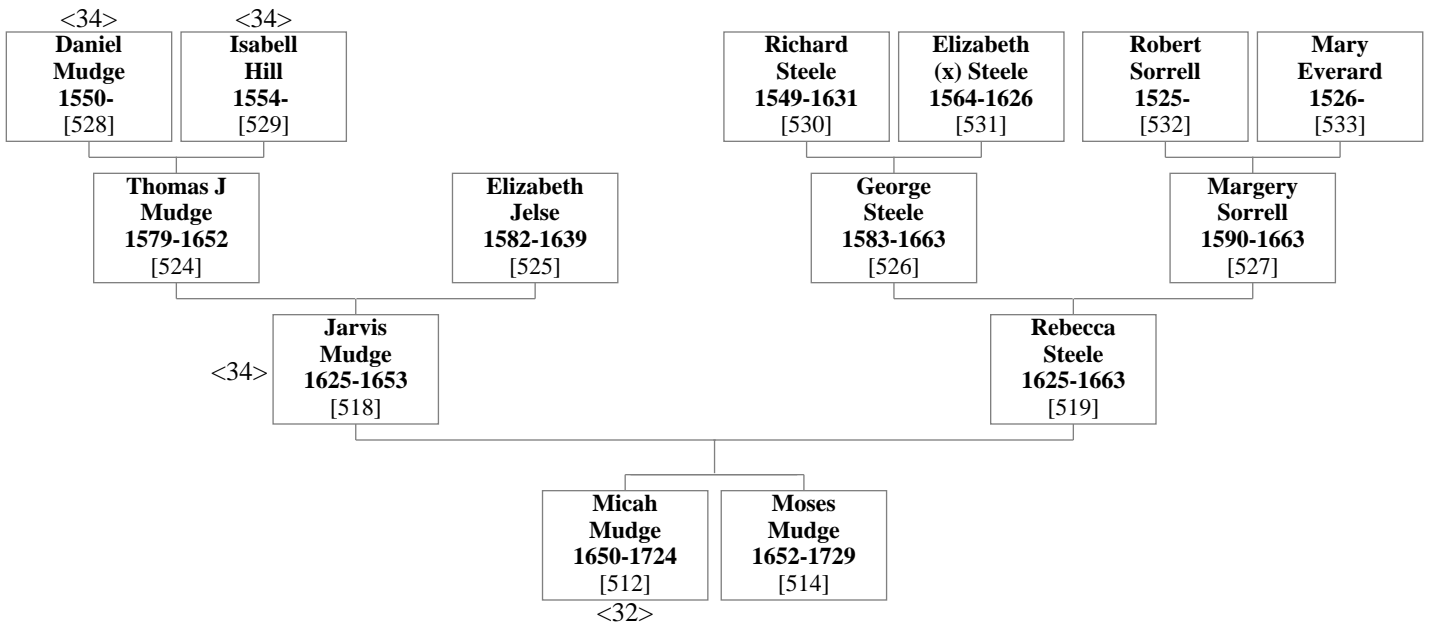 <34>
Daniel
Mudge
1550-
[528]
<34>
Isabell
Hill
1554-
[529]
Richard
Steele
1549-1631
[530]
Elizabeth
(x) Steele
1564-1626
[531]
Robert
Sorrell
1525-
[532]
Mary
Everard
1526-
[533]
Thomas J
Mudge
1579-1652
[524]
Elizabeth
Jelse
1582-1639
[525]
George
Steele
1583-1663
[526]
Margery
Sorrell
1590-1663
[527]
<34>
Jarvis
Mudge
1625-1653
[518]
Rebecca
Steele
1625-1663
[519]
Micah
Mudge
1650-1724
[512]
<32>
Moses
Mudge
1652-1729
[514]